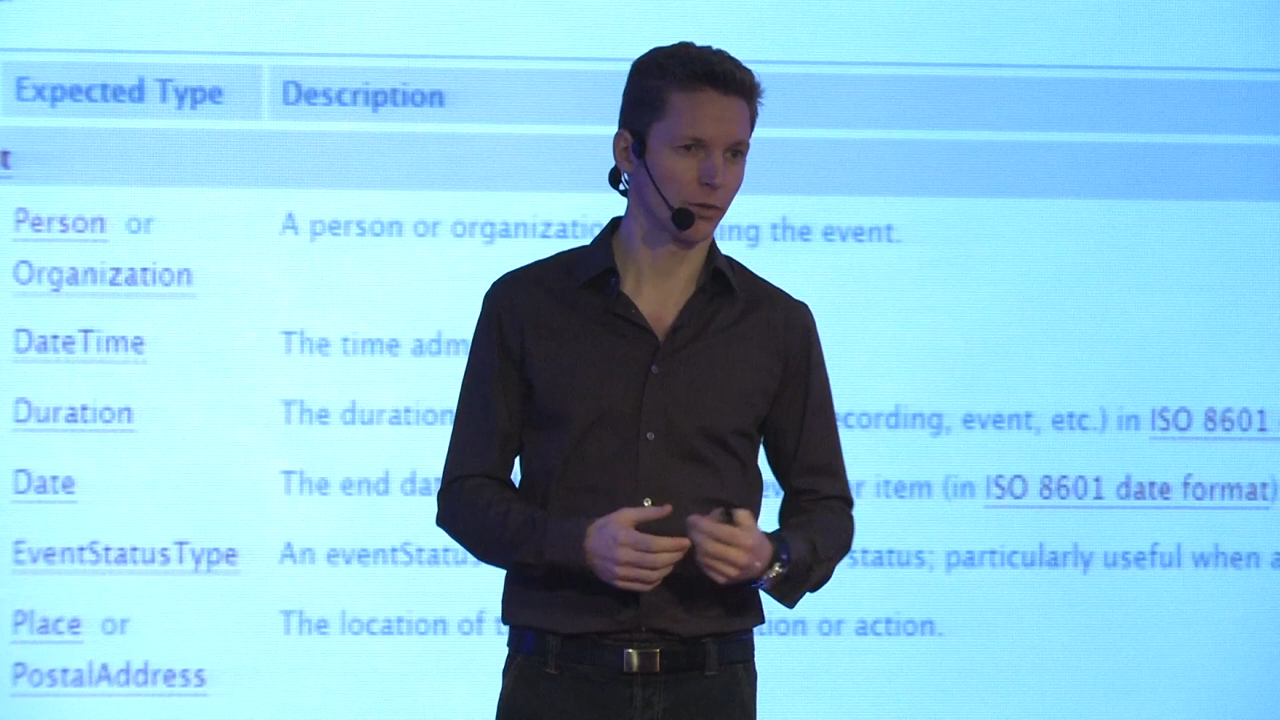 Expected Type Description
t
Person or A person or organizatio ing the event.
Organization
DateTime The time adm
Duration The duration ecording, event, etc.) in ISO 8601
Date The end da r item (in ISO 8601 date format)
EventStatusType An eventStatu status; particularly useful when a
Place or The location of t tion or action.
PostalAddress